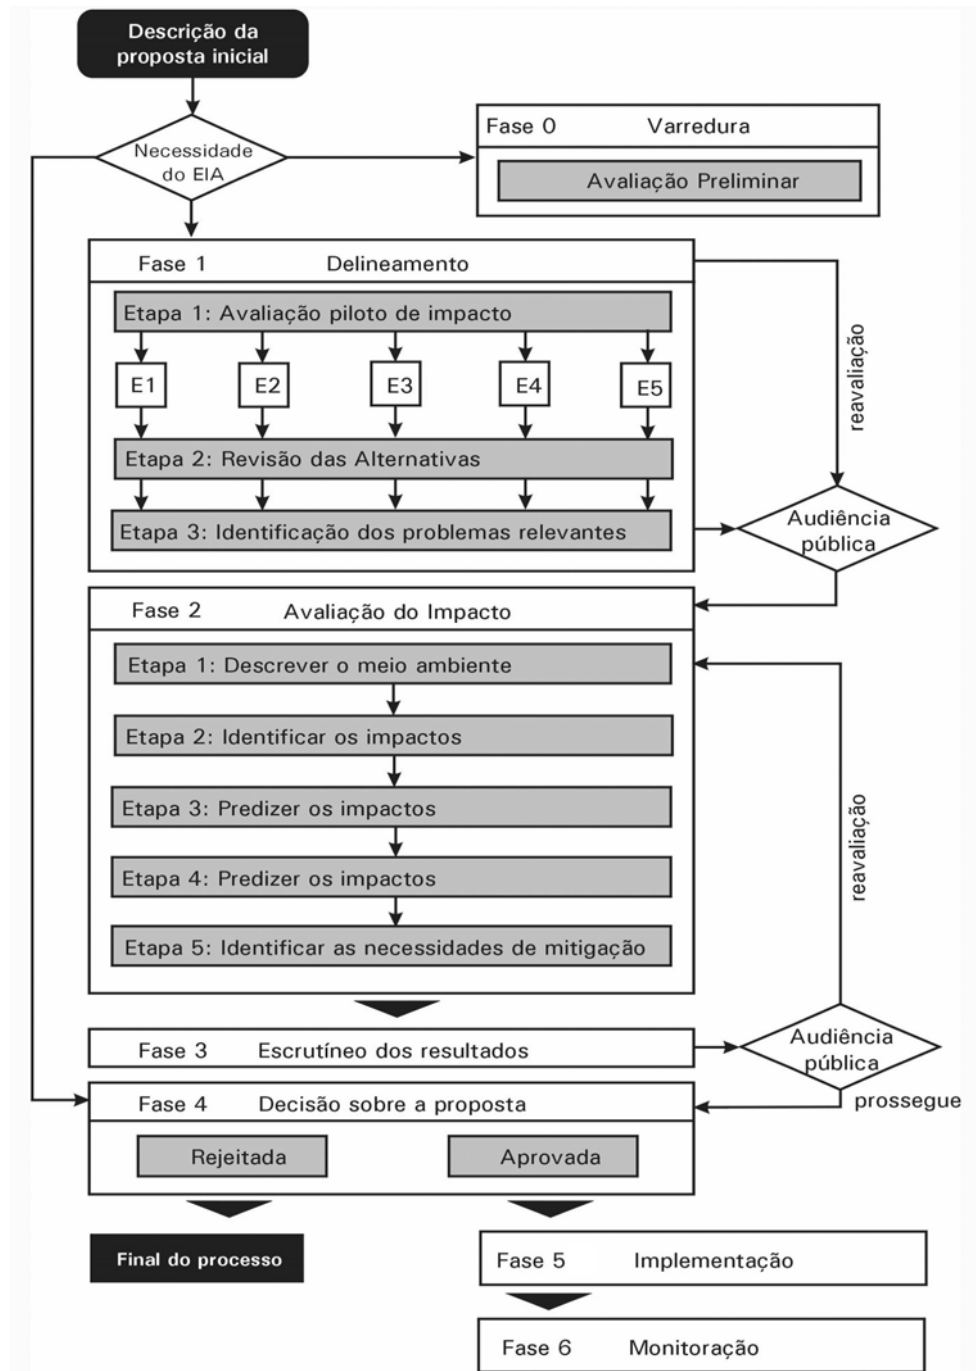 Descrição da
proposta inicial
Necessidade
do EIA
Fase 0 Varredura
Avaliação Preliminar
Fase 1 Delineamento
Etapa 1: Avaliação piloto de impacto
E1 E2 E3 E4 E5
Etapa 2: Revisão das Alternativas
Etapa 3: Identificação dos problemas relevantes
reavaliação
Audiência
pública
Fase 2 Avaliação do Impacto
Etapa 1: Descrever o meio ambiente
Etapa 2: Identificar os impactos
Etapa 3: Predizer os impactos
Etapa 4: Predizer os impactos
Etapa 5: Identificar as necessidades de mitigação
reavaliação
Fase 3 Escrutíneo dos resultados
Audiência
pública
prossegue
Fase 4 Decisão sobre a proposta
Rejeitada Aprovada
Final do processo
Fase 5 Implementação
Fase 6 Monitoração